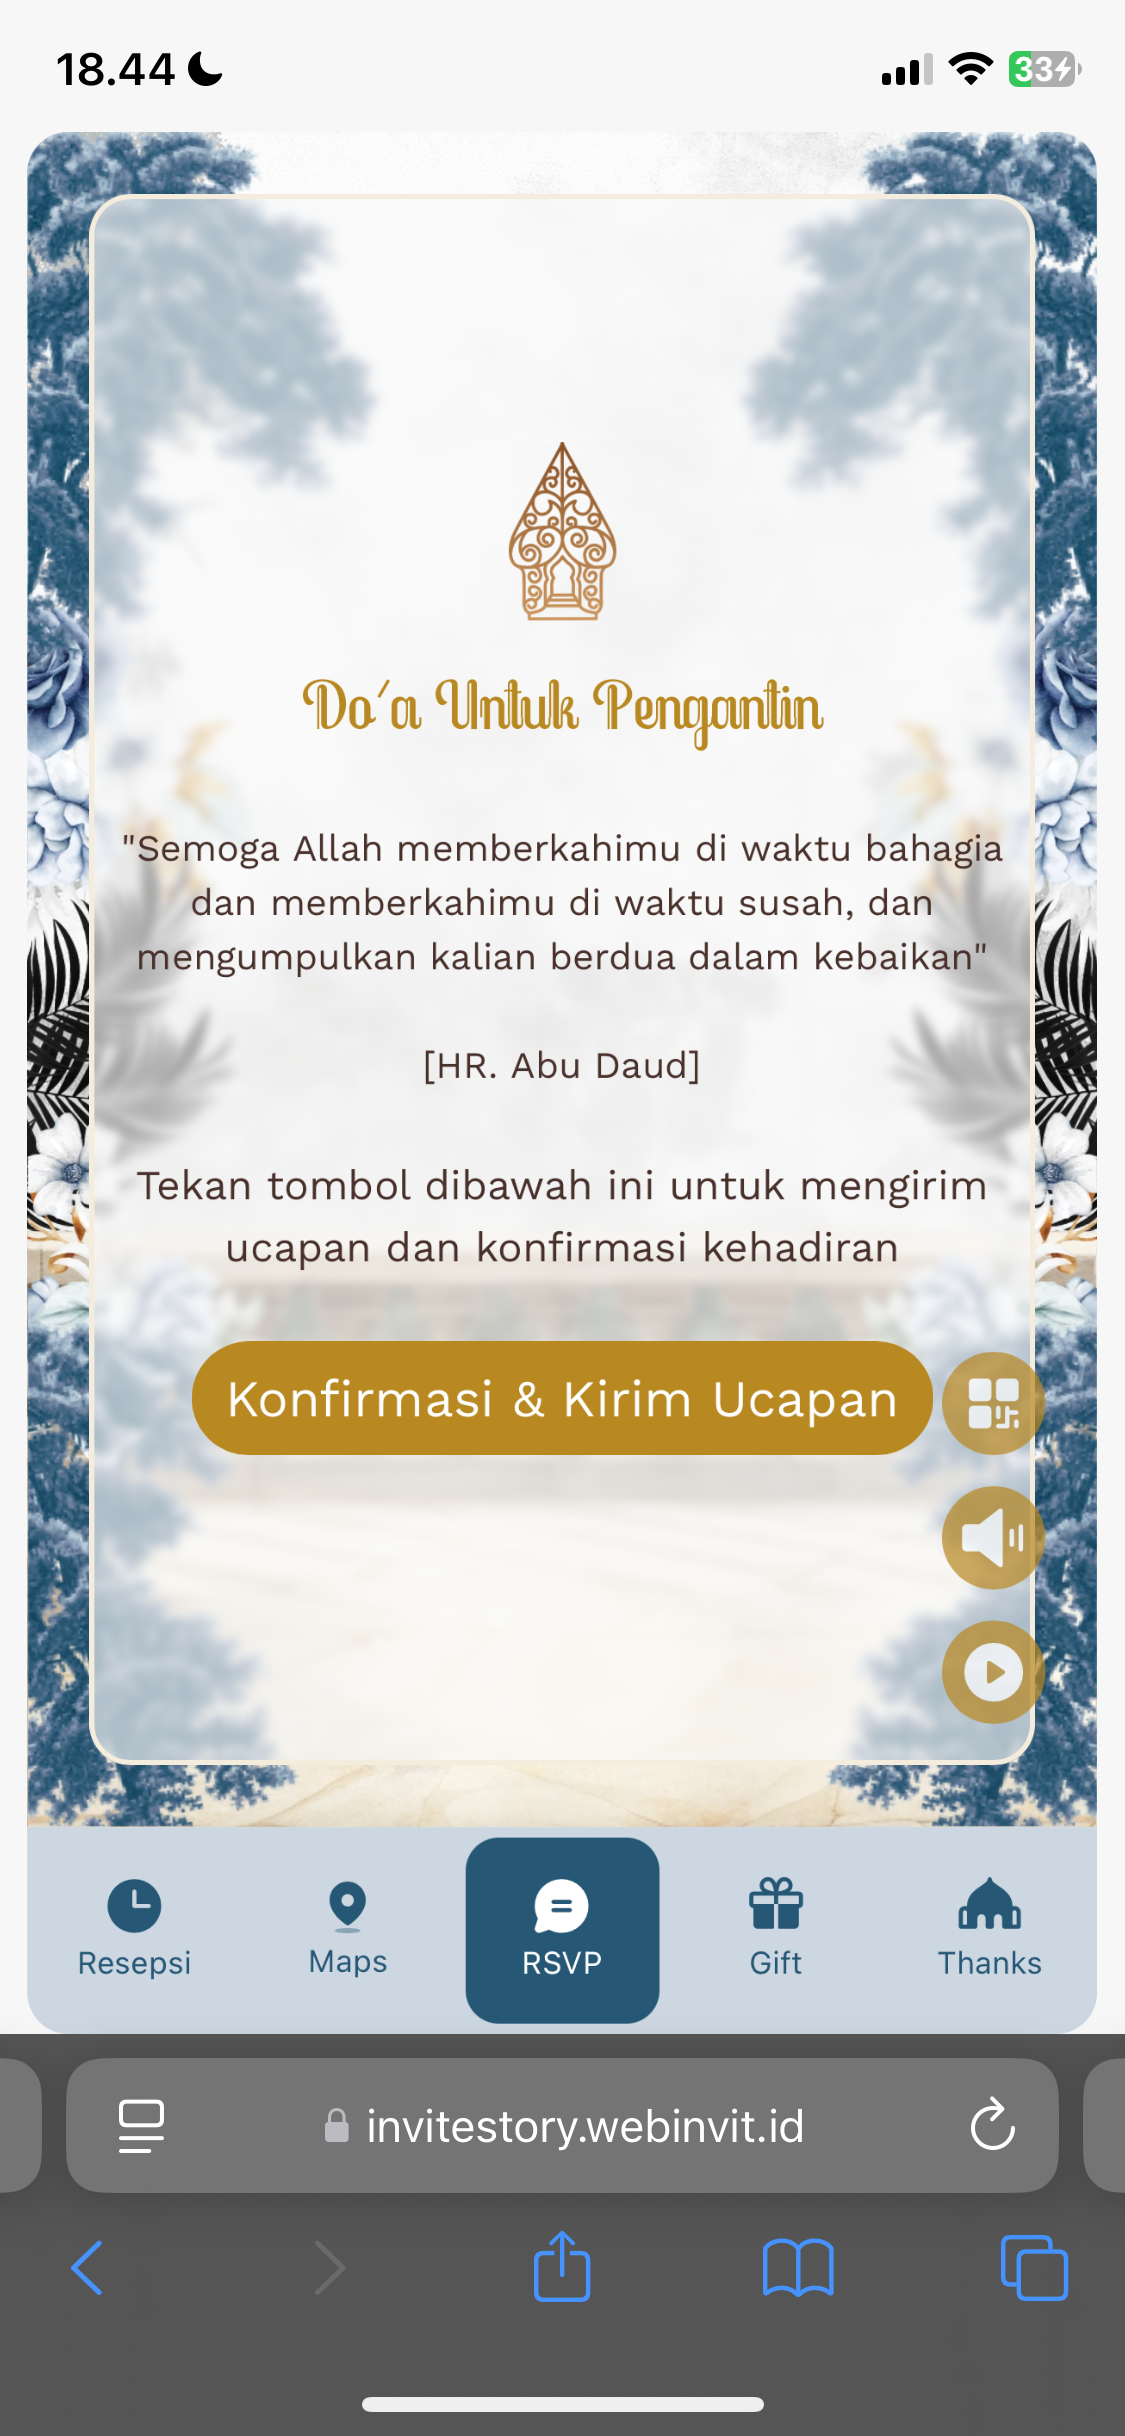 18.44
33
Do'a Untuk Pengantin
"Semoga Allah memberkahimu di waktu bahagia
dan memberkahimu di waktu susah, dan
mengumpulkan kalian berdua dalam kebaikan"
[HR. Abu Daud]
Tekan tombol dibawah ini untuk mengirim
ucapan dan konfirmasi kehadiran
Konfirmasi & Kirim Ucapan
Resepsi
Maps
RSVP
Gift
Thanks
invitestory.webinvit.id